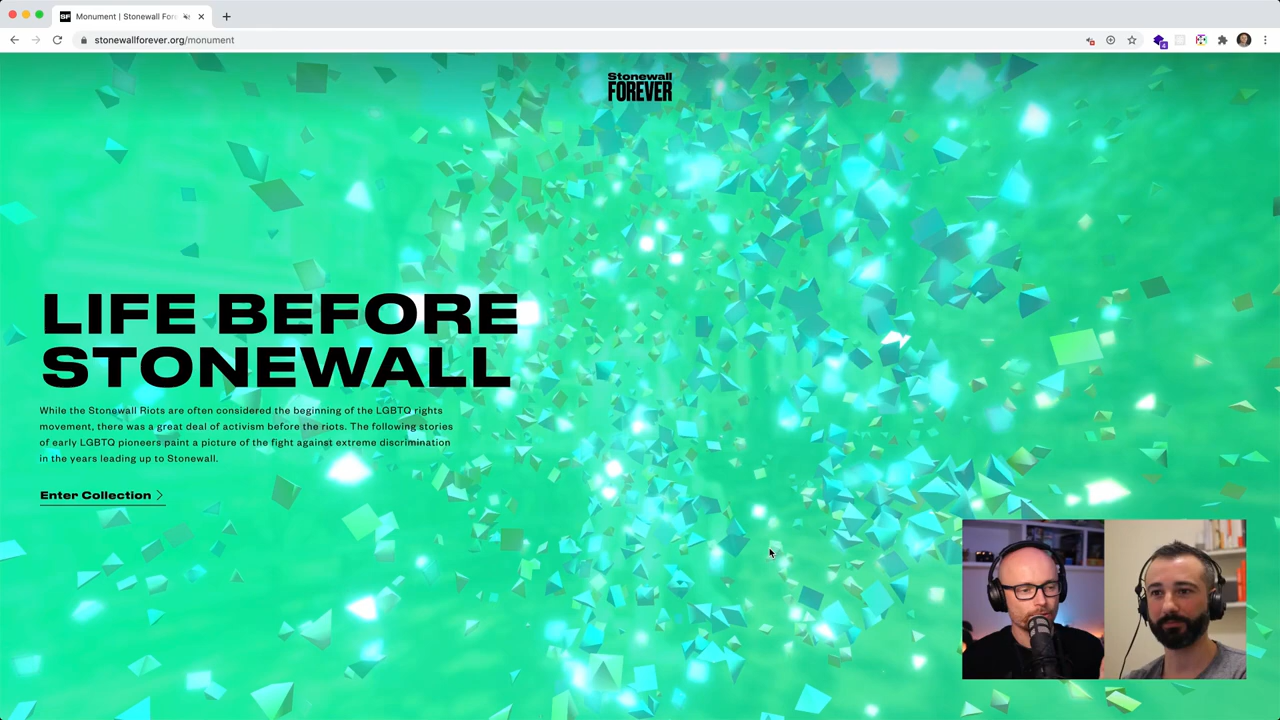 SF Monument | Stonewall Fore
stonewallforever.org/monument
4
Stonewall
FOREVER
LIFE BEFORE
STONEWALL
While the Stonewall Riots are often considered the beginning of the LGBTQ rights
movement, there was a great deal of activism before the riots. The following stories
of early LGBTQ pioneers paint a picture of the fight against extreme discrimination
in the years leading up to Stonewall.
Enter Collection